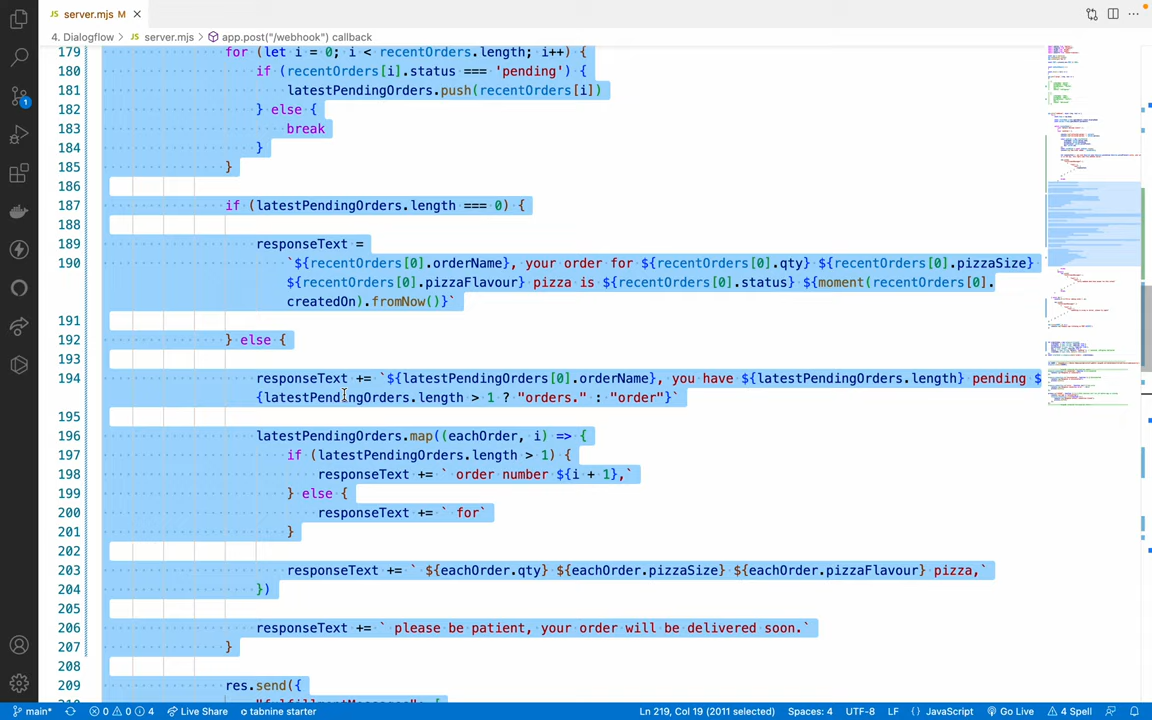 JS server.mjs M
4. Dialogflow > JS server.mjs > app.post("/webhook") callback
179 for (let i = 0; i < recentOrders.length; i++) {
180 if (recentOrders[i].status === 'pending') {
181 latestPendingOrders.push(recentOrders[i])
182 } else {
183 break
184 }
185 }
186
187 if (latestPendingOrders.length === 0) {
188
189 responseText =
190 `${recentOrders[0].orderName}, your order for ${recentOrders[0].qty} ${recentOrders[0].pizzaSize}
${recentOrders[0].pizzaFlavour} pizza is ${recentOrders[0].status} ${moment(recentOrders[0].
createdOn).fromNow()}`
191
192 } else {
193
194 responseText += `${latestPendingOrders[0].orderName}, you have ${latestPendingOrders.length} pending $
{latestPendingOrders.length > 1 ? "orders." : "order"}`
195
196 latestPendingOrders.map((eachOrder, i) => {
197 if (latestPendingOrders.length > 1) {
198 responseText += ` order number ${i + 1},`
199 } else {
200 responseText += ` for`
201 }
202
203 responseText += ` ${eachOrder.qty} ${eachOrder.pizzaSize} ${eachOrder.pizzaFlavour} pizza,`
204 })
205
206 responseText += ` please be patient, your order will be delivered soon.`
207 }
208
209 res.send({
1
main* 0 0 4 Live Share tabnine starter Ln 219, Col 19 (2011 selected) Spaces: 4 UTF-8 LF {} JavaScript Go Live 4 Spell